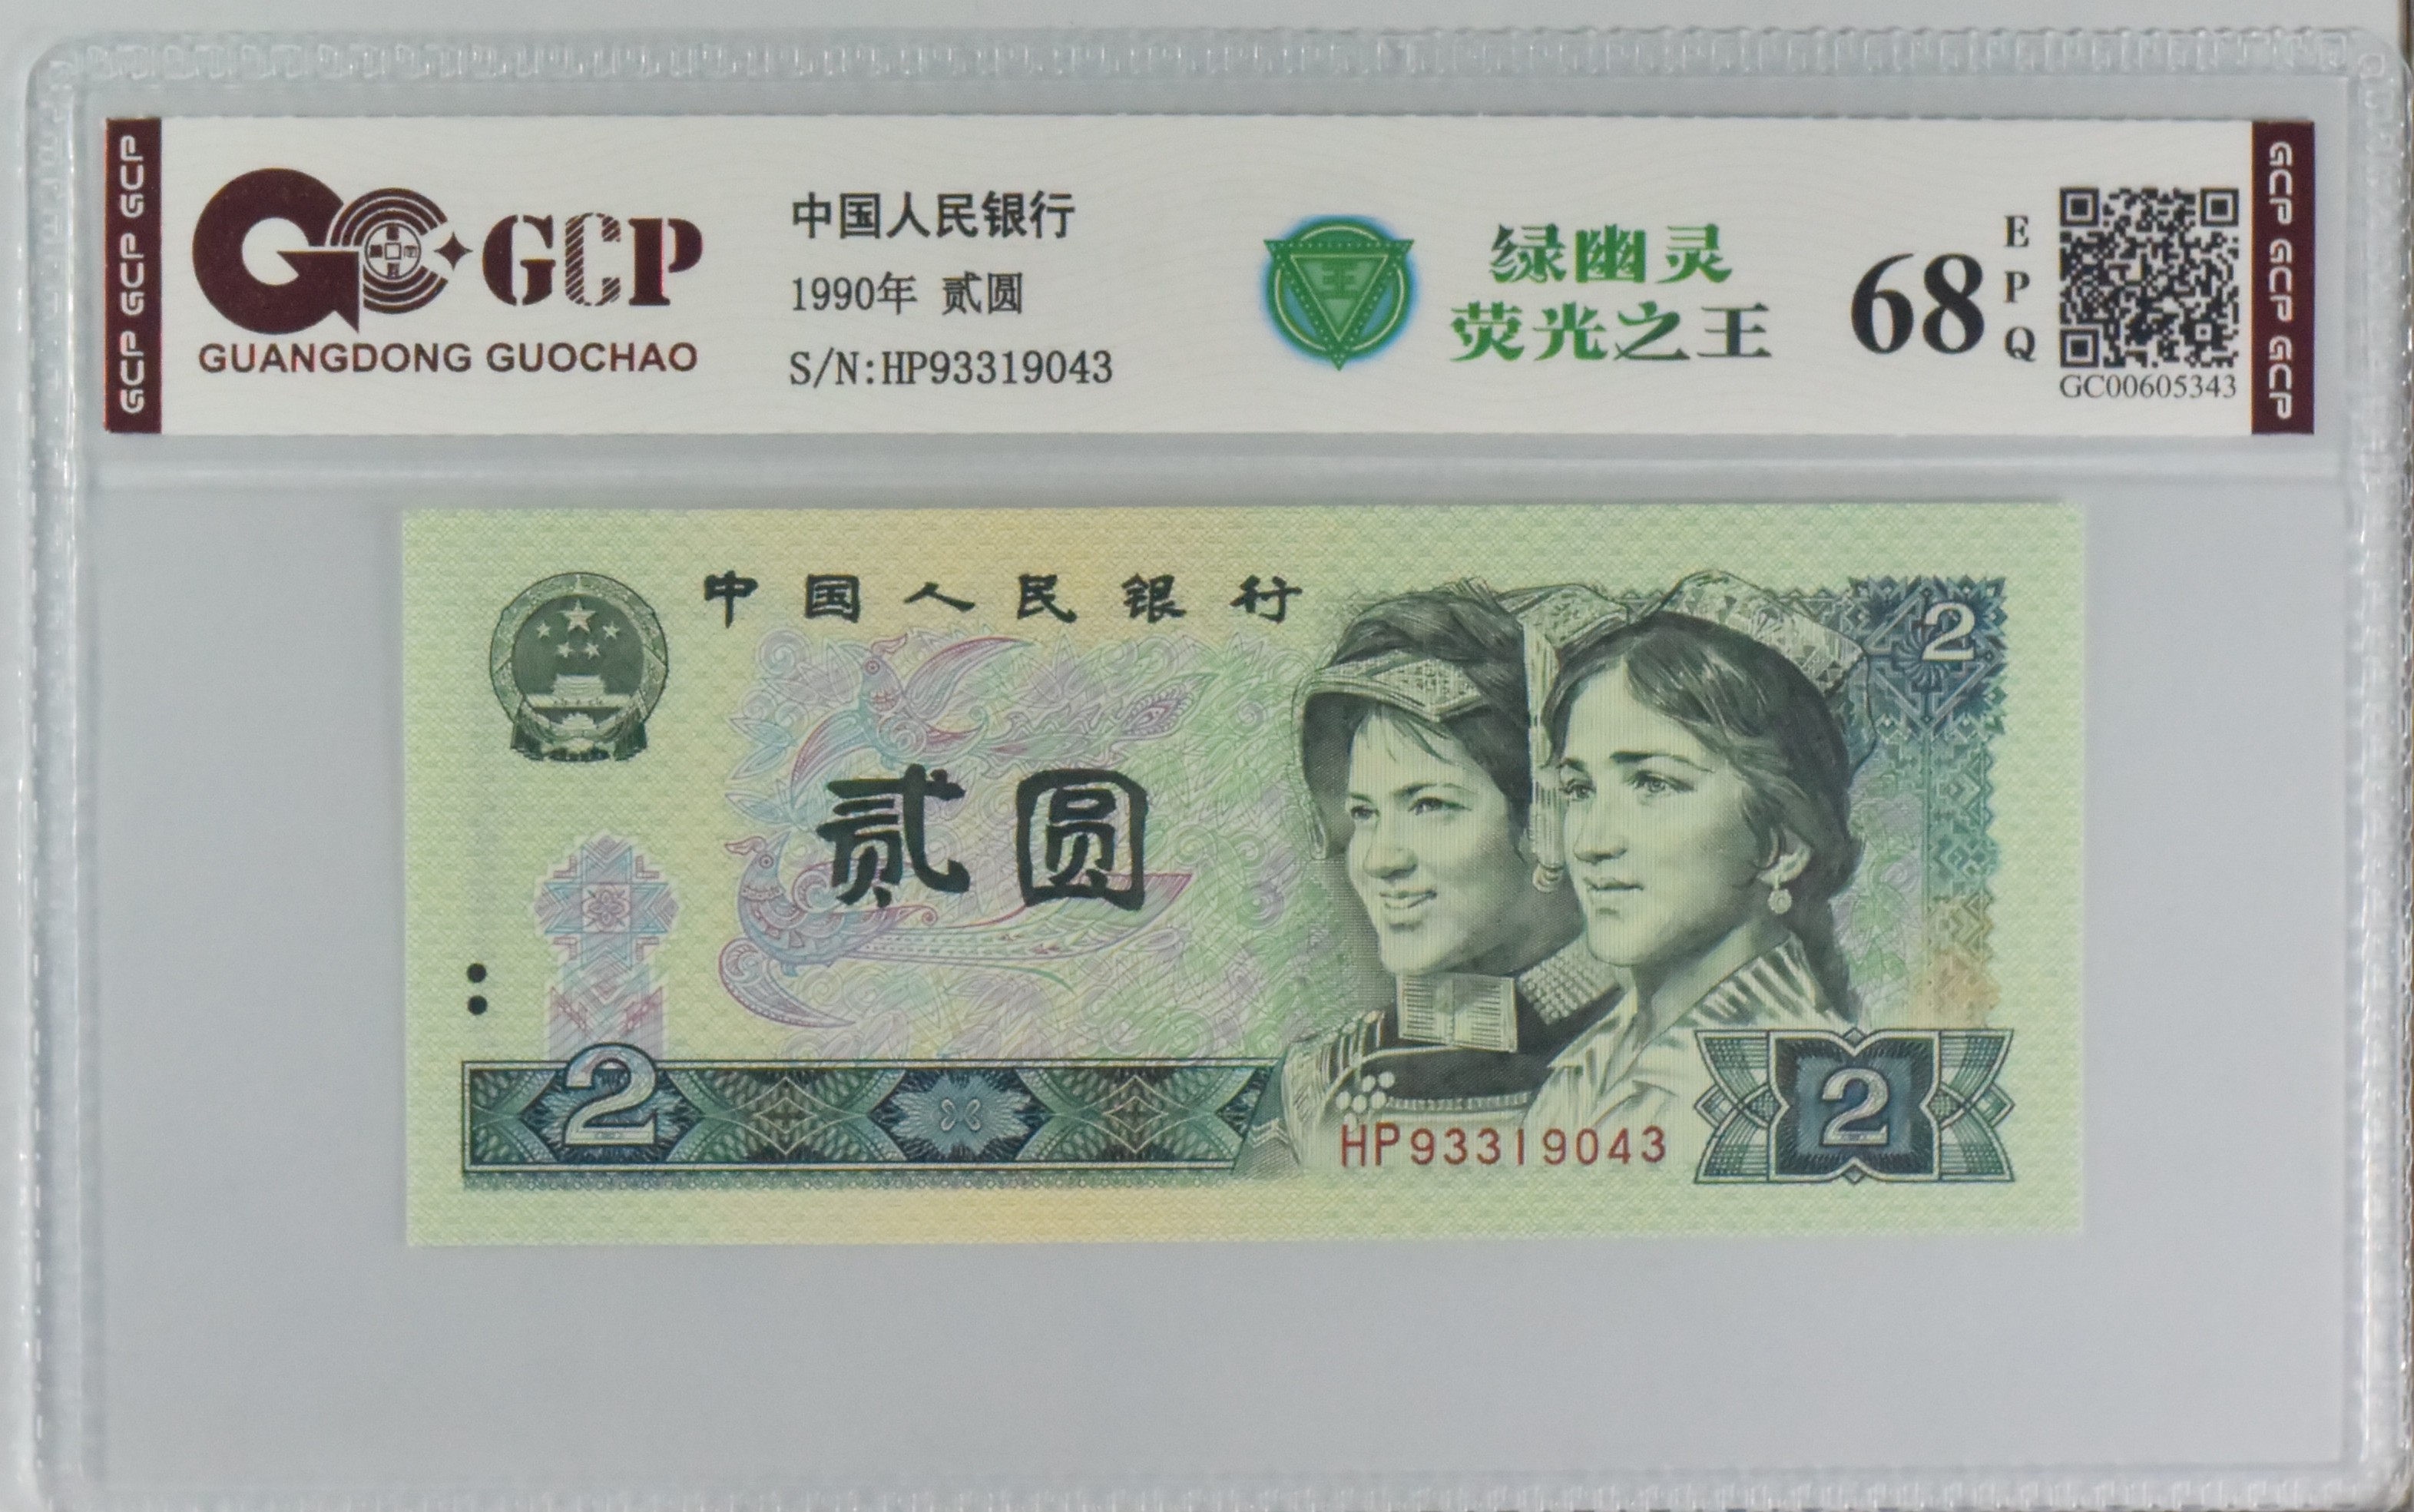 GCP GCP GCP
GCP
GUANGDONG GUOCHAO
中国人民银行
1990年 贰圆
S/N:HP93319043
王
绿幽灵
荧光之王
68
E
P
Q
GC00605343
GCP GCP GCP
中国人民银行
2
贰圆
2
HP93319043
2